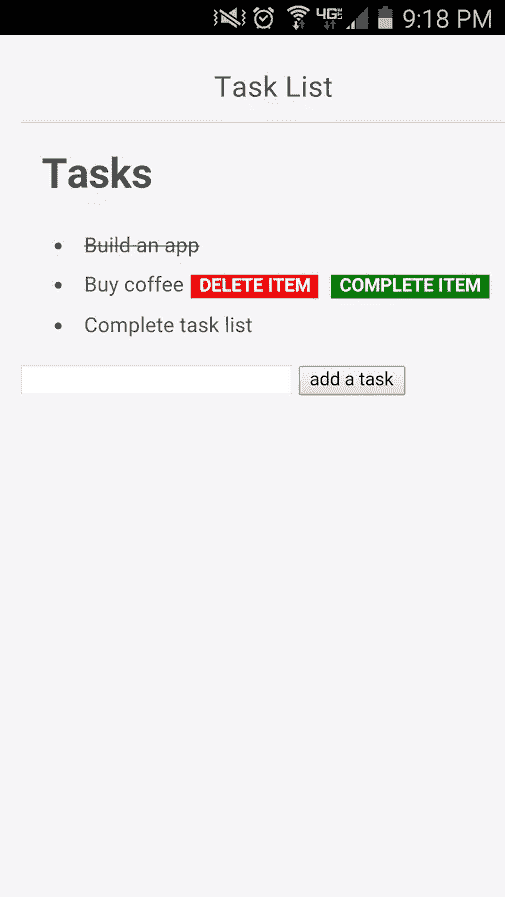 4G LTE 9:18 PM
Task List
Tasks
Build an app
Buy coffee DELETE ITEM COMPLETE ITEM
Complete task list
add a task